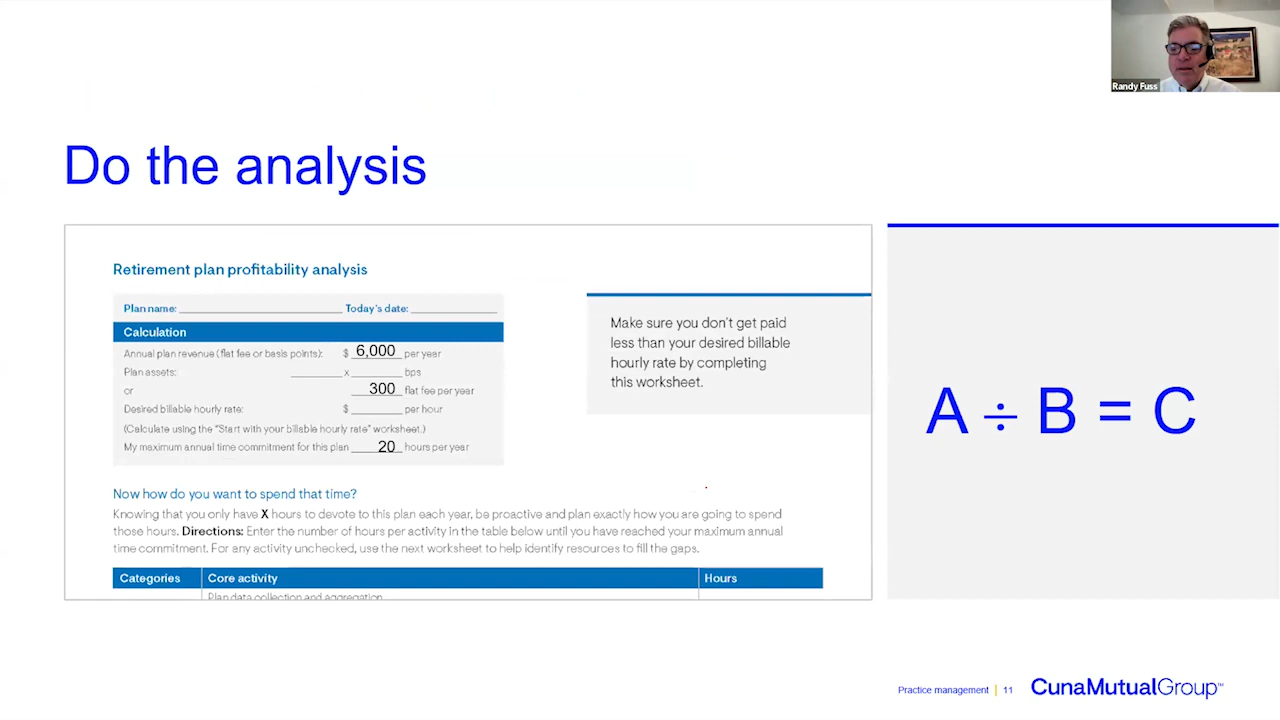 Randy Fuss
Do the analysis
Retirement plan profitability analysis
Plan name: Today's date:
Calculation
Annual plan revenue (flat fee or basis points): $ 6,000 per year
Plan assets: x bps
or 300 flat fee per year
Desired billable hourly rate: $ per hour
(Calculate using the "Start with your billable hourly rate" worksheet.)
My maximum annual time commitment for this plan 20 hours per year
Make sure you don't get paid
less than your desired billable
hourly rate by completing
this worksheet.
Now how do you want to spend that time?
Knowing that you only have X hours to devote to this plan each year, be proactive and plan exactly how you are going to spend
those hours. Directions: Enter the number of hours per activity in the table below until you have reached your maximum annual
time commitment. For any activity unchecked, use the next worksheet to help identify resources to fill the gaps.
Categories Core activity Hours
Plan data collection and aggregation
A ÷ B = C
Practice management | 11 CunaMutualGroup™